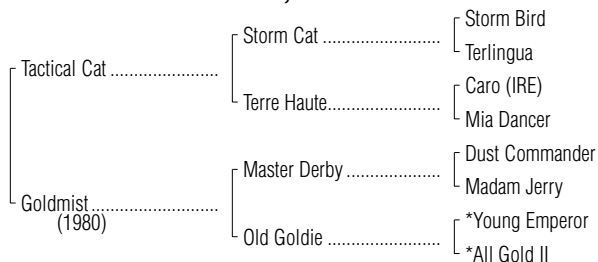 Storm Bird
Storm Cat ........................
Terlingua
Tactical Cat ......................
Caro (IRE)
Terre Haute.......................
Mia Dancer
Dust Commander
Master Derby ...................
Madam Jerry
Goldmist..........................
(1980)
*Young Emperor
Old Goldie .......................
*All Gold II